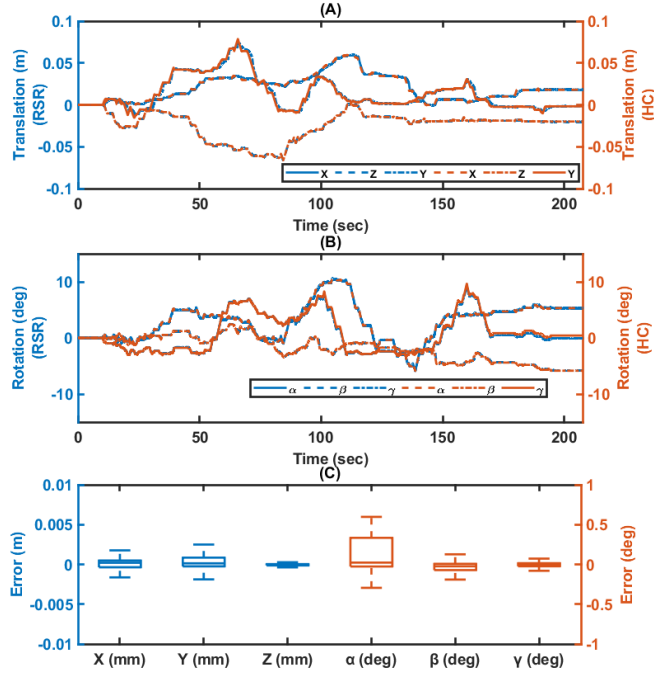 (A)
0.1
0.05
0
-0.05
-0.1
Translation (m)
(RSR)
0.1
0.05
0
-0.05
-0.1
Translation (m)
(HC)
X Z Y X Z Y
0 50 100 150 200
Time (sec)
(B)
10
0
-10
Rotation (deg)
(RSR)
10
0
-10
Rotation (deg)
(HC)
α β γ α β γ
0 50 100 150 200
Time (sec)
(C)
0.01
0.005
0
-0.005
-0.01
Error (m)
1
0.5
0
-0.5
-1
Error (deg)
X (mm) Y (mm) Z (mm) α (deg) β (deg) γ (deg)